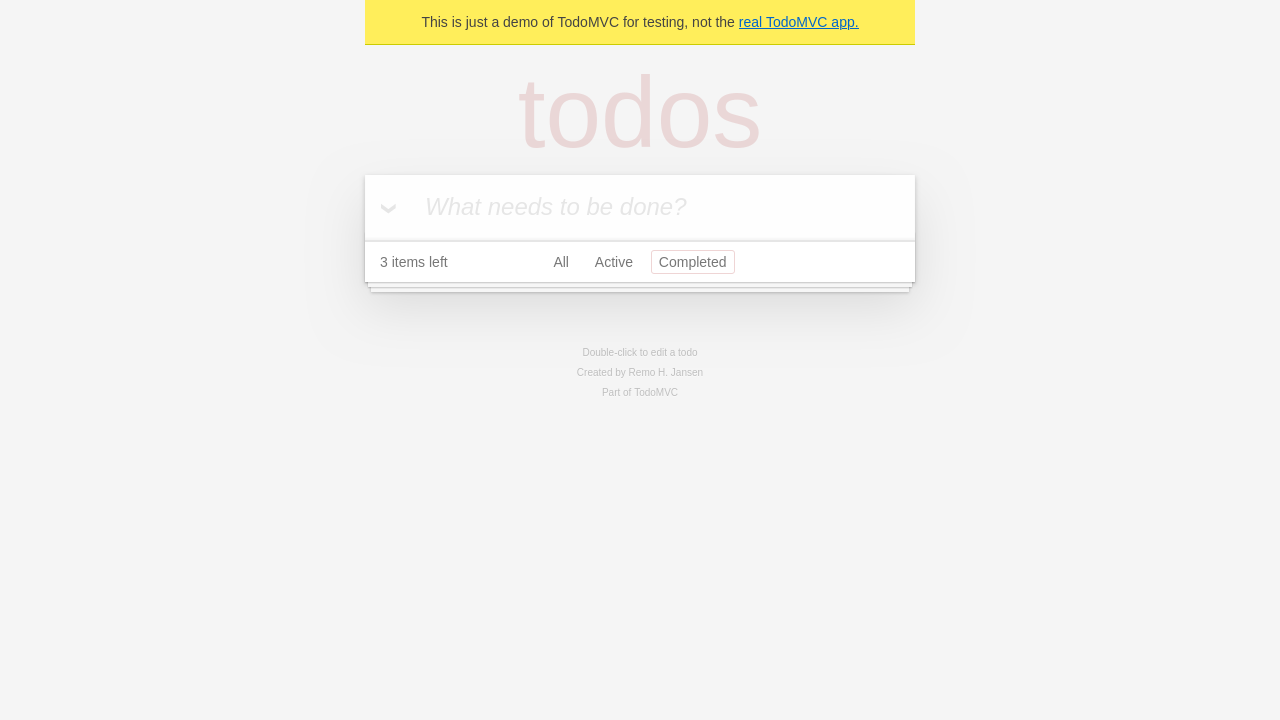 This is just a demo of TodoMVC for testing, not the real TodoMVC app.
todos
What needs to be done?
3 items left All Active Completed
Double-click to edit a todo
Created by Remo H. Jansen
Part of TodoMVC